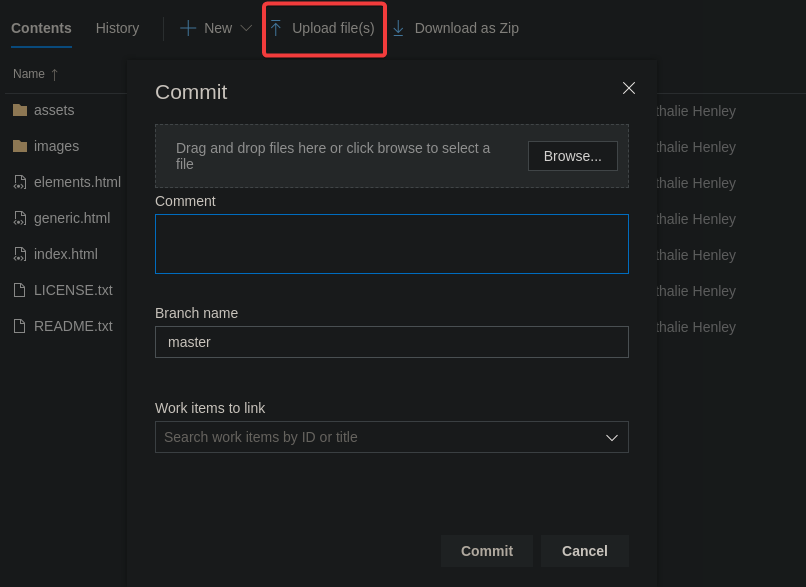 Contents History New Upload file(s) Download as Zip
Name
Commit
assets
thalie Henley
Drag and drop files here or click browse to select a
file
Browse...
images
thalie Henley
elements.html
thalie Henley
Comment
generic.html
thalie Henley
index.html
thalie Henley
LICENSE.txt
thalie Henley
Branch name
README.txt
thalie Henley
master
Work items to link
Search work items by ID or title
Commit Cancel